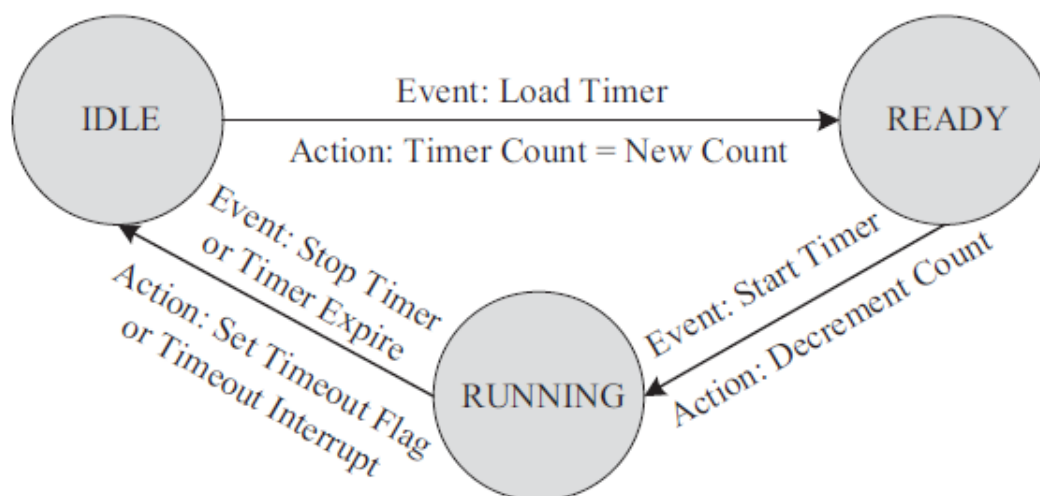 IDLE
Event: Load Timer
Action: Timer Count = New Count
READY
Event: Stop Timer
or Timer Expire
Action: Set Timeout Flag
or Timeout Interrupt
Event: Start Timer
Action: Decrement Count
RUNNING